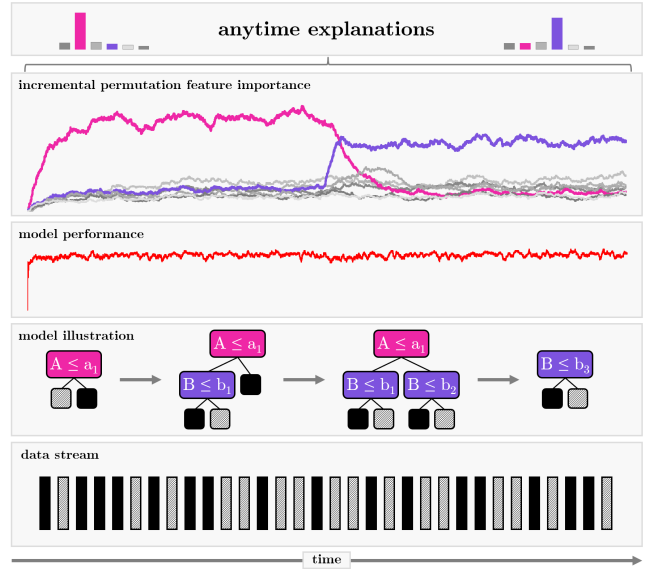 anytime explanations
incremental permutation feature importance
model performance
model illustration
A ≤ a₁
A ≤ a₁
B ≤ b₁
A ≤ a₁
B ≤ b₁
B ≤ b₂
B ≤ b₃
data stream
time